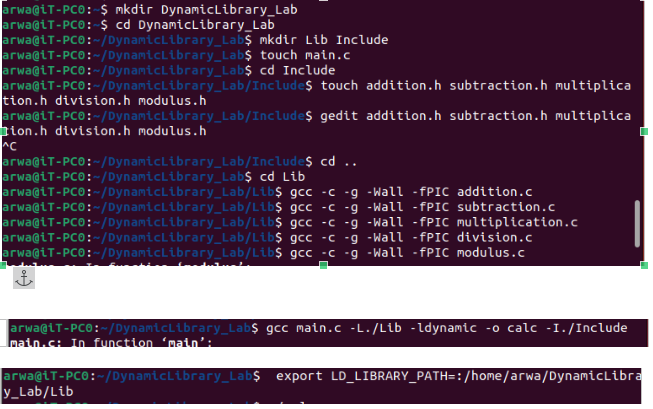 arwa@iT-PC0:~$ mkdir DynamicLibrary_Lab
arwa@iT-PC0:~$ cd DynamicLibrary_Lab
arwa@iT-PC0:~/DynamicLibrary_Lab$ mkdir Lib Include
arwa@iT-PC0:~/DynamicLibrary_Lab$ touch main.c
arwa@iT-PC0:~/DynamicLibrary_Lab$ cd Include
arwa@iT-PC0:~/DynamicLibrary_Lab/Include$ touch addition.h subtraction.h multiplica
tion.h division.h modulus.h
arwa@iT-PC0:~/DynamicLibrary_Lab/Include$ gedit addition.h subtraction.h multiplica
tion.h division.h modulus.h
^C
arwa@iT-PC0:~/DynamicLibrary_Lab/Include$ cd ..
arwa@iT-PC0:~/DynamicLibrary_Lab$ cd Lib
arwa@iT-PC0:~/DynamicLibrary_Lab/Lib$ gcc -c -g -Wall -fPIC addition.c
arwa@iT-PC0:~/DynamicLibrary_Lab/Lib$ gcc -c -g -Wall -fPIC subtraction.c
arwa@iT-PC0:~/DynamicLibrary_Lab/Lib$ gcc -c -g -Wall -fPIC multiplication.c
arwa@iT-PC0:~/DynamicLibrary_Lab/Lib$ gcc -c -g -Wall -fPIC division.c
arwa@iT-PC0:~/DynamicLibrary_Lab/Lib$ gcc -c -g -Wall -fPIC modulus.c
arwa@iT-PC0:~/DynamicLibrary_Lab$ gcc main.c -L./Lib -ldynamic -o calc -I./Include
main.c: In function ‘main’:
arwa@iT-PC0:~/DynamicLibrary_Lab$ export LD_LIBRARY_PATH=:/home/arwa/DynamicLibra
ry_Lab/Lib